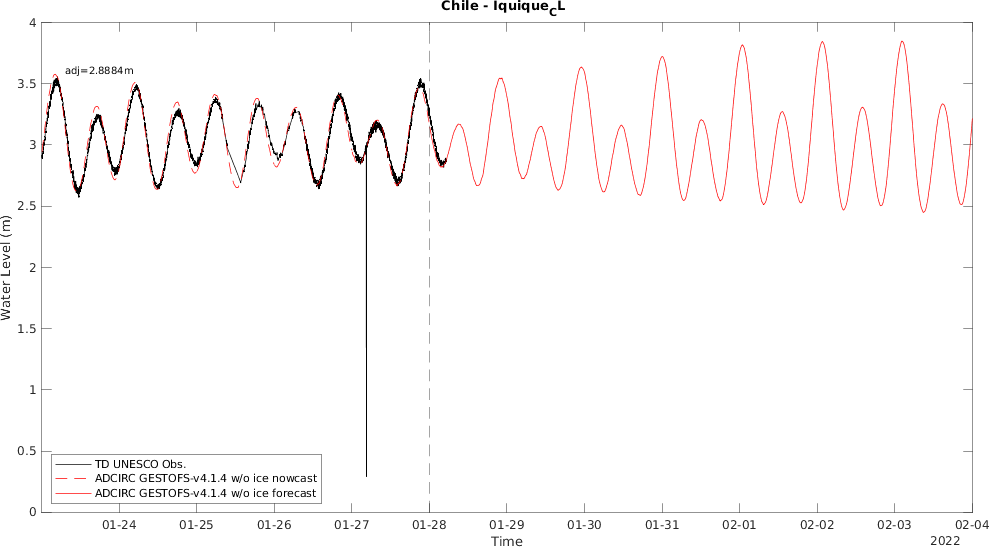 Chile - Iquique_CL
adj=2.8884m
Water Level (m)
4
3.5
3
2.5
2
1.5
1
0.5
0
TD UNESCO Obs.
ADCIRC GESTOFS-v4.1.4 w/o ice nowcast
ADCIRC GESTOFS-v4.1.4 w/o ice forecast
01-24 01-25 01-26 01-27 01-28 01-29 01-30 01-31 02-01 02-02 02-03 02-04
Time
2022